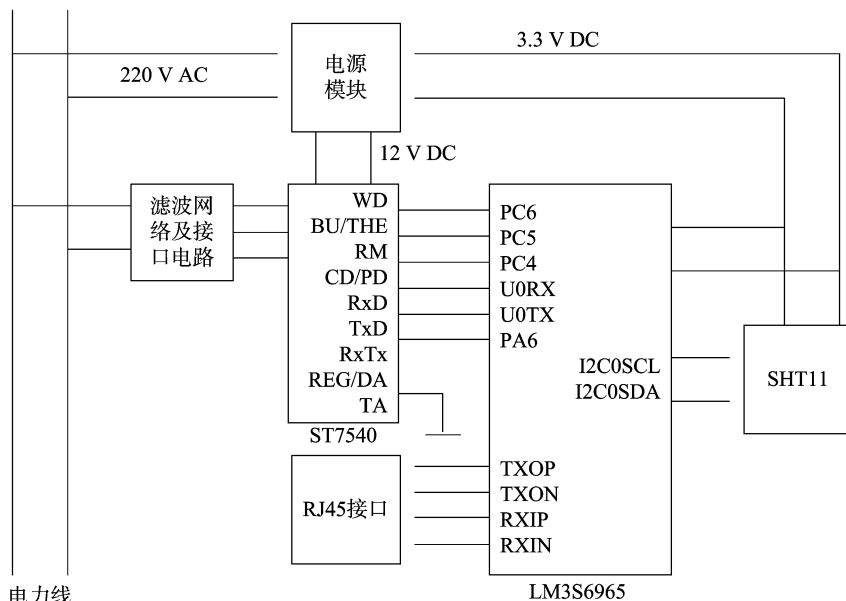 3.3 V DC
电源
模块
220 V AC
12 V DC
滤波网
络及接
口电路
WD
BU/THE
RM
CD/PD
RxD
TxD
RxTx
REG/DA
TA
ST7540
PC6
PC5
PC4
U0RX
U0TX
PA6
I2C0SCL
I2C0SDA
SHT11
RJ45接口
TXOP
TXON
RXIP
RXIN
LM3S6965
电力线